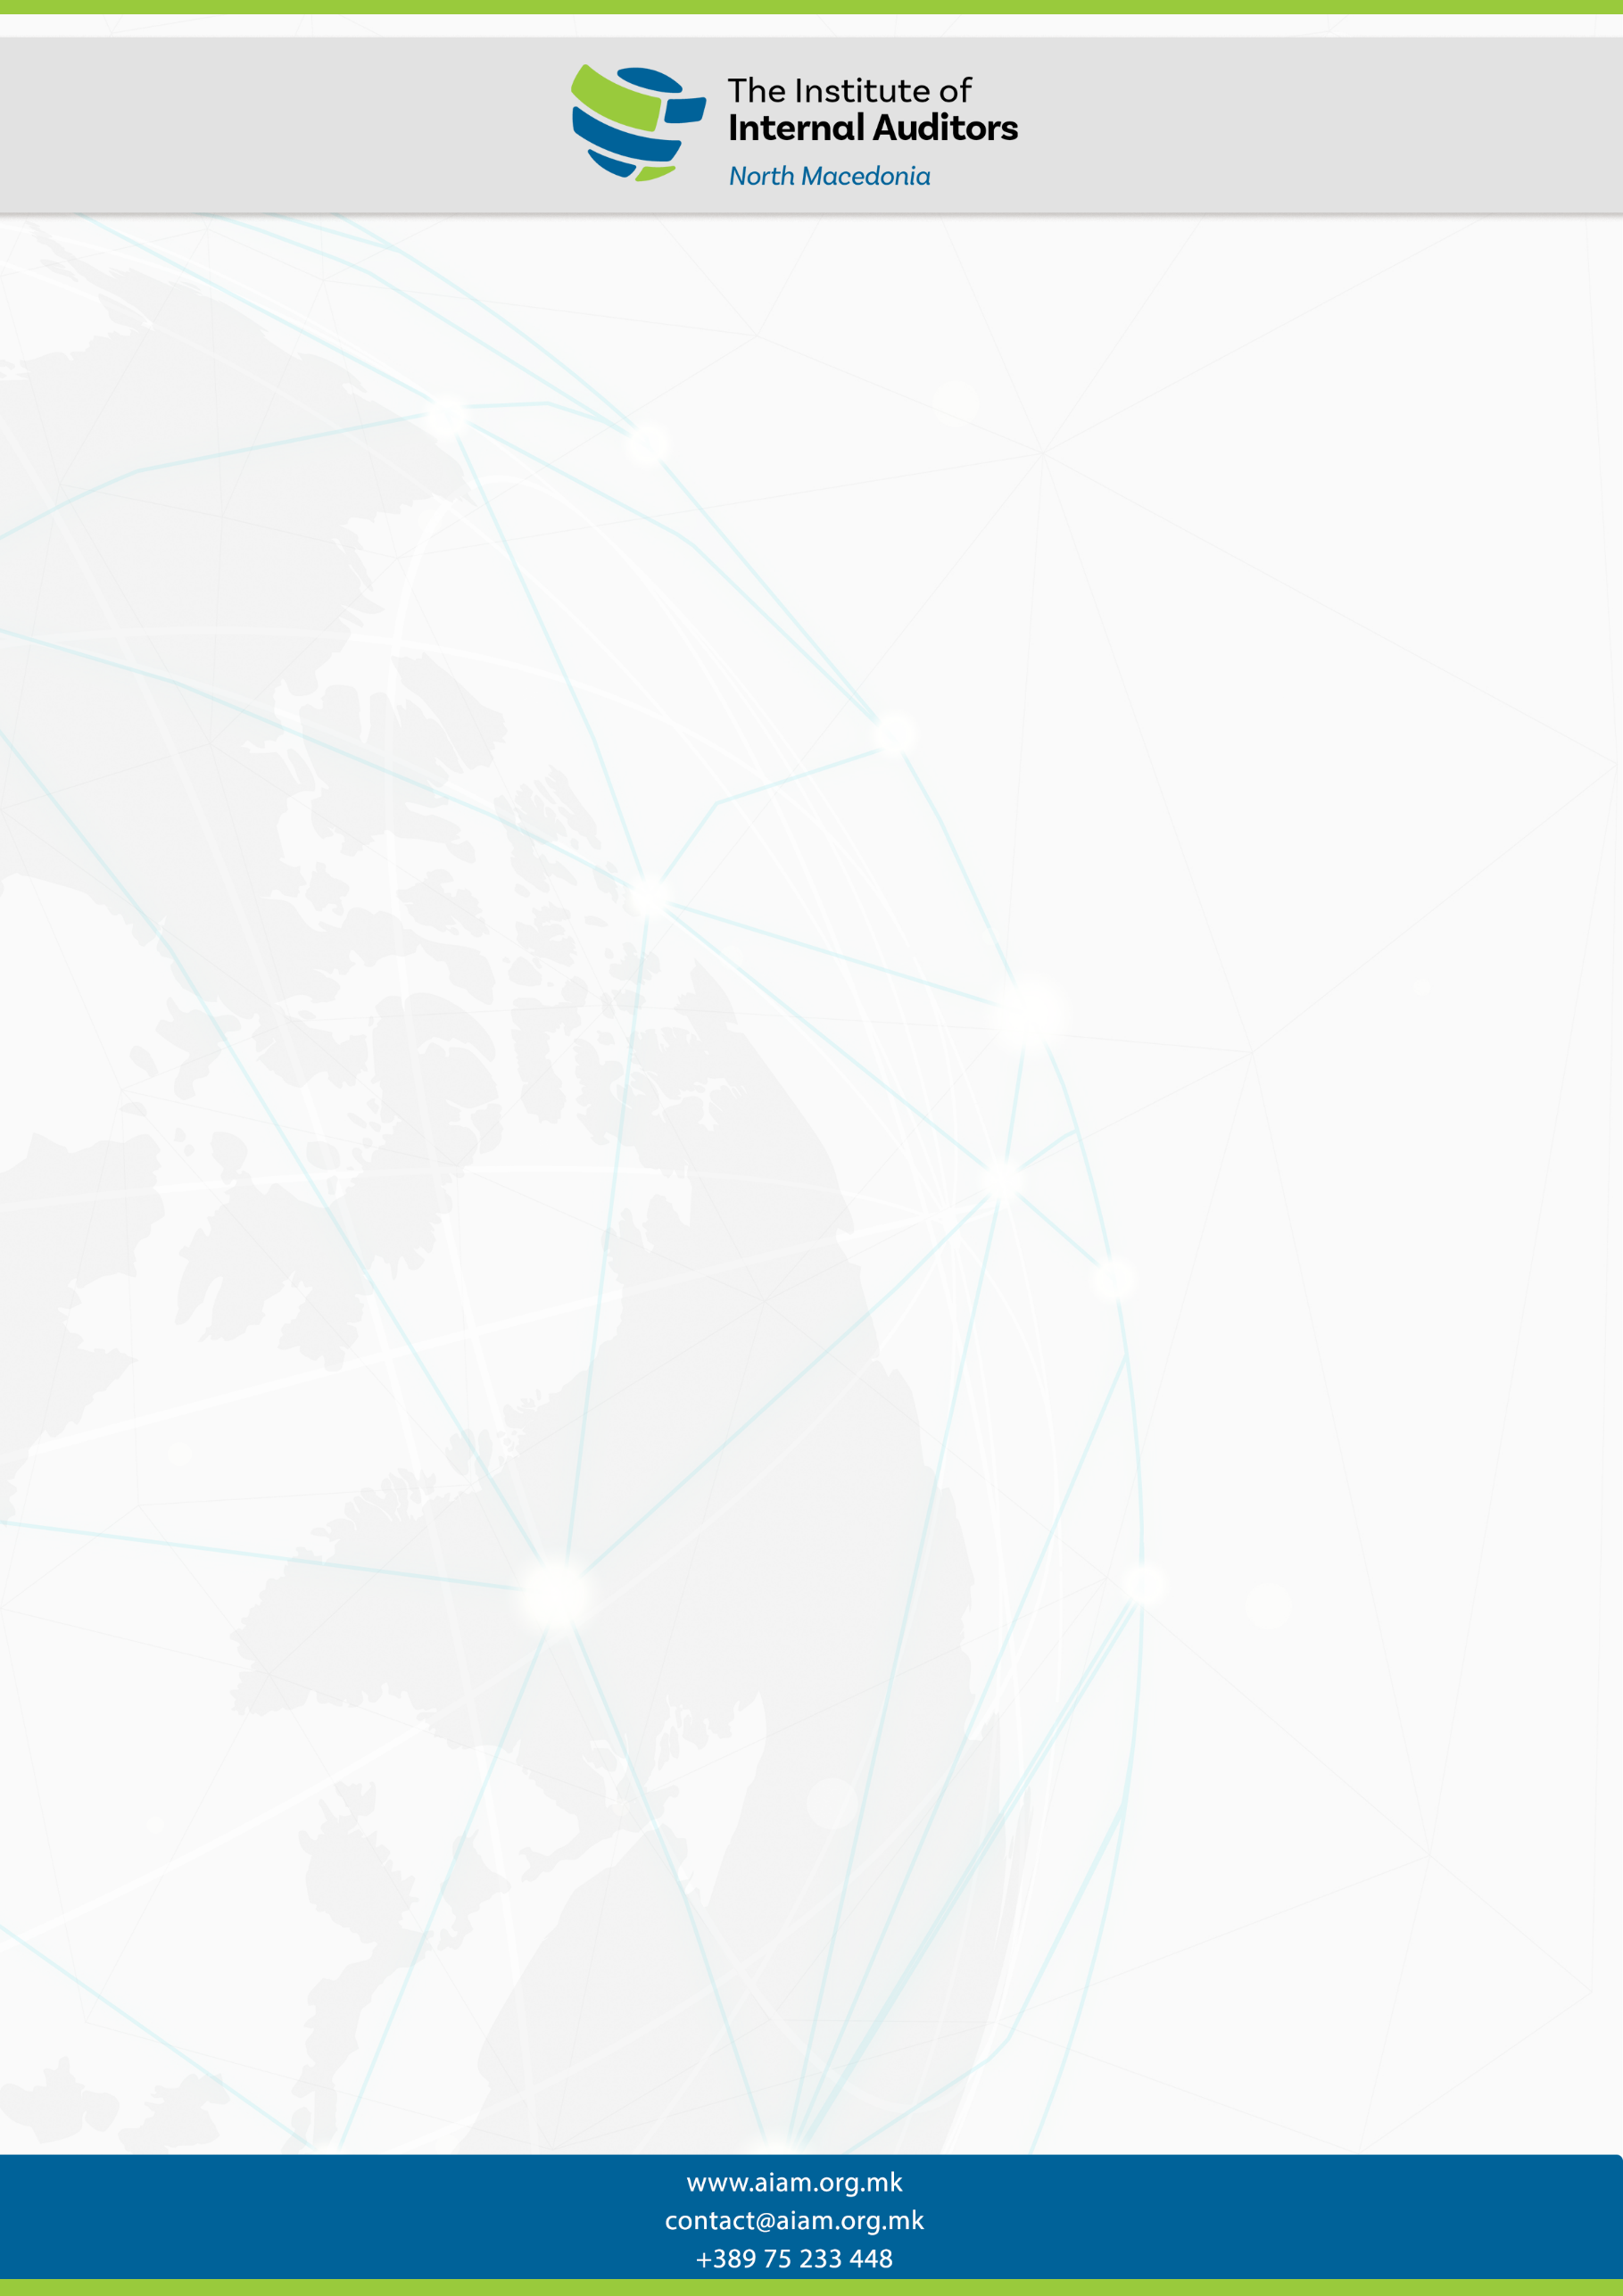 The Institute of
Internal Auditors
North Macedonia
www.aiam.org.mk
contact@aiam.org.mk
+389 75 233 448